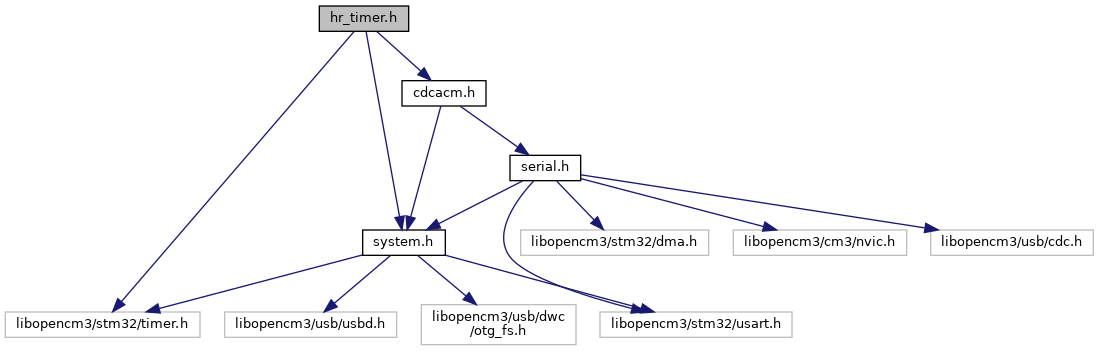 hr_timer.h
cdcacm.h
serial.h
system.h
libopencm3/stm32/dma.h
libopencm3/cm3/nvic.h
libopencm3/usb/cdc.h
libopencm3/stm32/timer.h
libopencm3/usb/usbd.h
libopencm3/usb/dwc
/otg_fs.h
libopencm3/stm32/usart.h